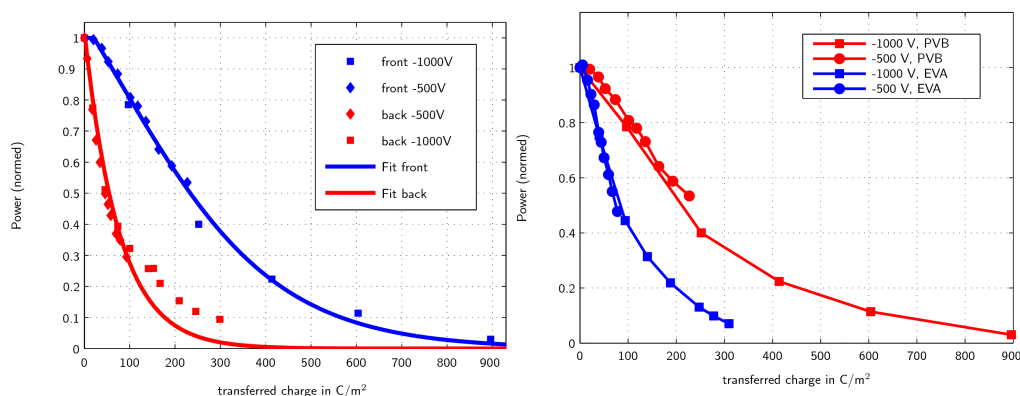 1
0.9
0.8
0.7
0.6
0.5
0.4
0.3
0.2
0.1
0
Power (normed)
0 100 200 300 400 500 600 700 800 900
transferred charge in C/m²
front -1000V
front -500V
back -500V
back -1000V
Fit front
Fit back
1
0.8
0.6
0.4
0.2
0
Power (normed)
0 100 200 300 400 500 600 700 800 900
transferred charge in C/m²
-1000 V, PVB
-500 V, PVB
-1000 V, EVA
-500 V, EVA